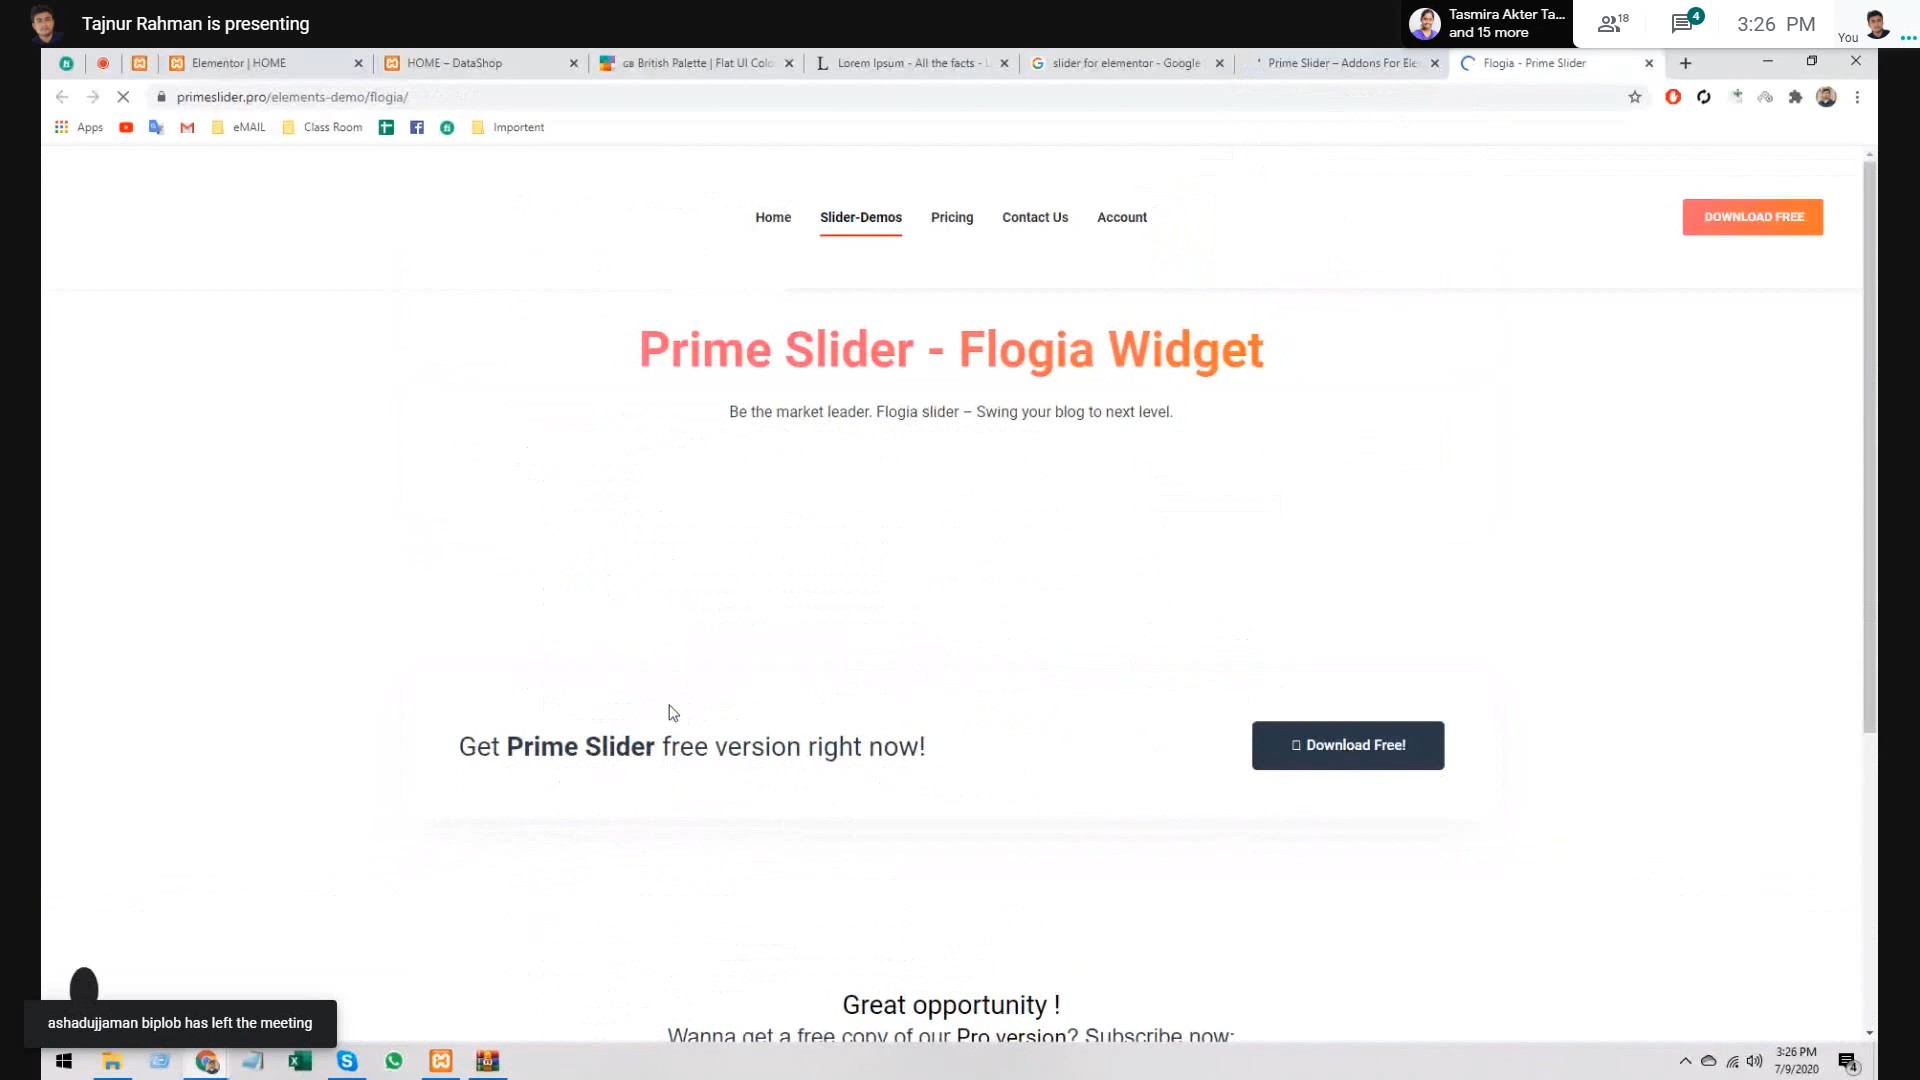 Tajnur Rahman is presenting
Tasmira Akter Ta...
and 15 more
18
4
3:26 PM
You
Elementor | HOME
HOME – DataShop
GB British Palette | Flat UI Colo
Lorem Ipsum - All the facts - L
slider for elementor - Google
Prime Slider – Addons For Ele
Flogia - Prime Slider
primeslider.pro/elements-demo/flogia/
Apps
eMAIL
Class Room
Importent
Home
Slider-Demos
Pricing
Contact Us
Account
DOWNLOAD FREE
Prime Slider - Flogia Widget
Be the market leader. Flogia slider – Swing your blog to next level.
Get Prime Slider free version right now!
Download Free!
Great opportunity !
Wanna get a free copy of our Pro version? Subscribe now:
ashadujjaman biplob has left the meeting
3:26 PM
7/9/2020
4